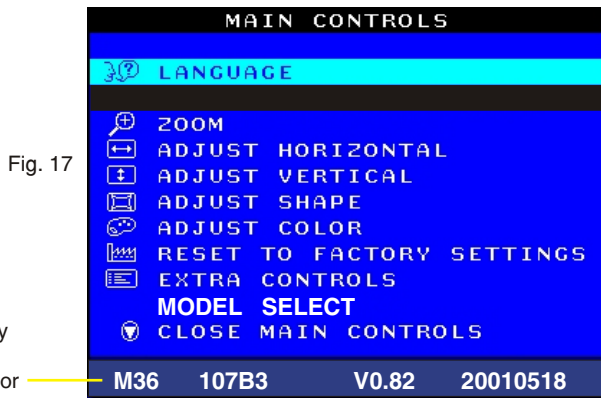 MAIN CONTROLS
LANGUAGE
ZOOM
Fig. 17
ADJUST HORIZONTAL
ADJUST VERTICAL
ADJUST SHAPE
ADJUST COLOR
RESET TO FACTORY SETTINGS
EXTRA CONTROLS
MODEL SELECT
y
CLOSE MAIN CONTROLS
or
M36 107B3 V0.82 20010518